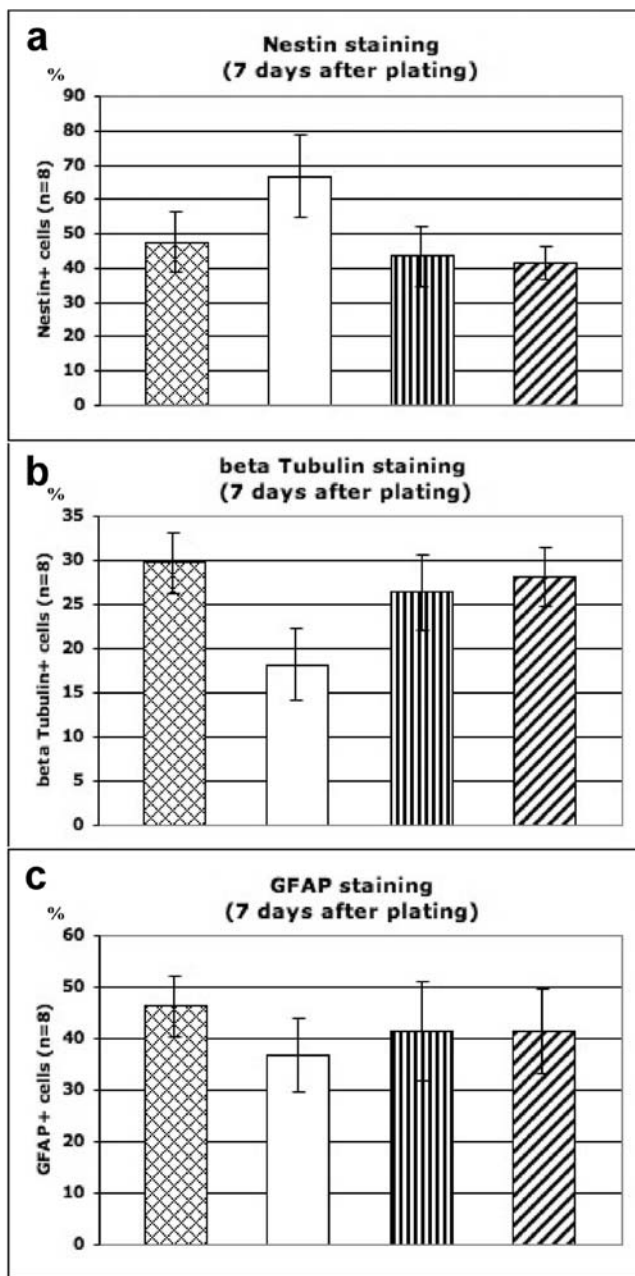 a
Nestin staining
(7 days after plating)
%
90
80
70
60
50
40
30
20
10
0
Nestin+ cells (n=8)
b
beta Tubulin staining
(7 days after plating)
%
35
30
25
20
15
10
5
0
beta Tubulin+ cells (n=8)
c
GFAP staining
(7 days after plating)
%
60
50
40
30
20
10
0
GFAP+ cells (n=8)